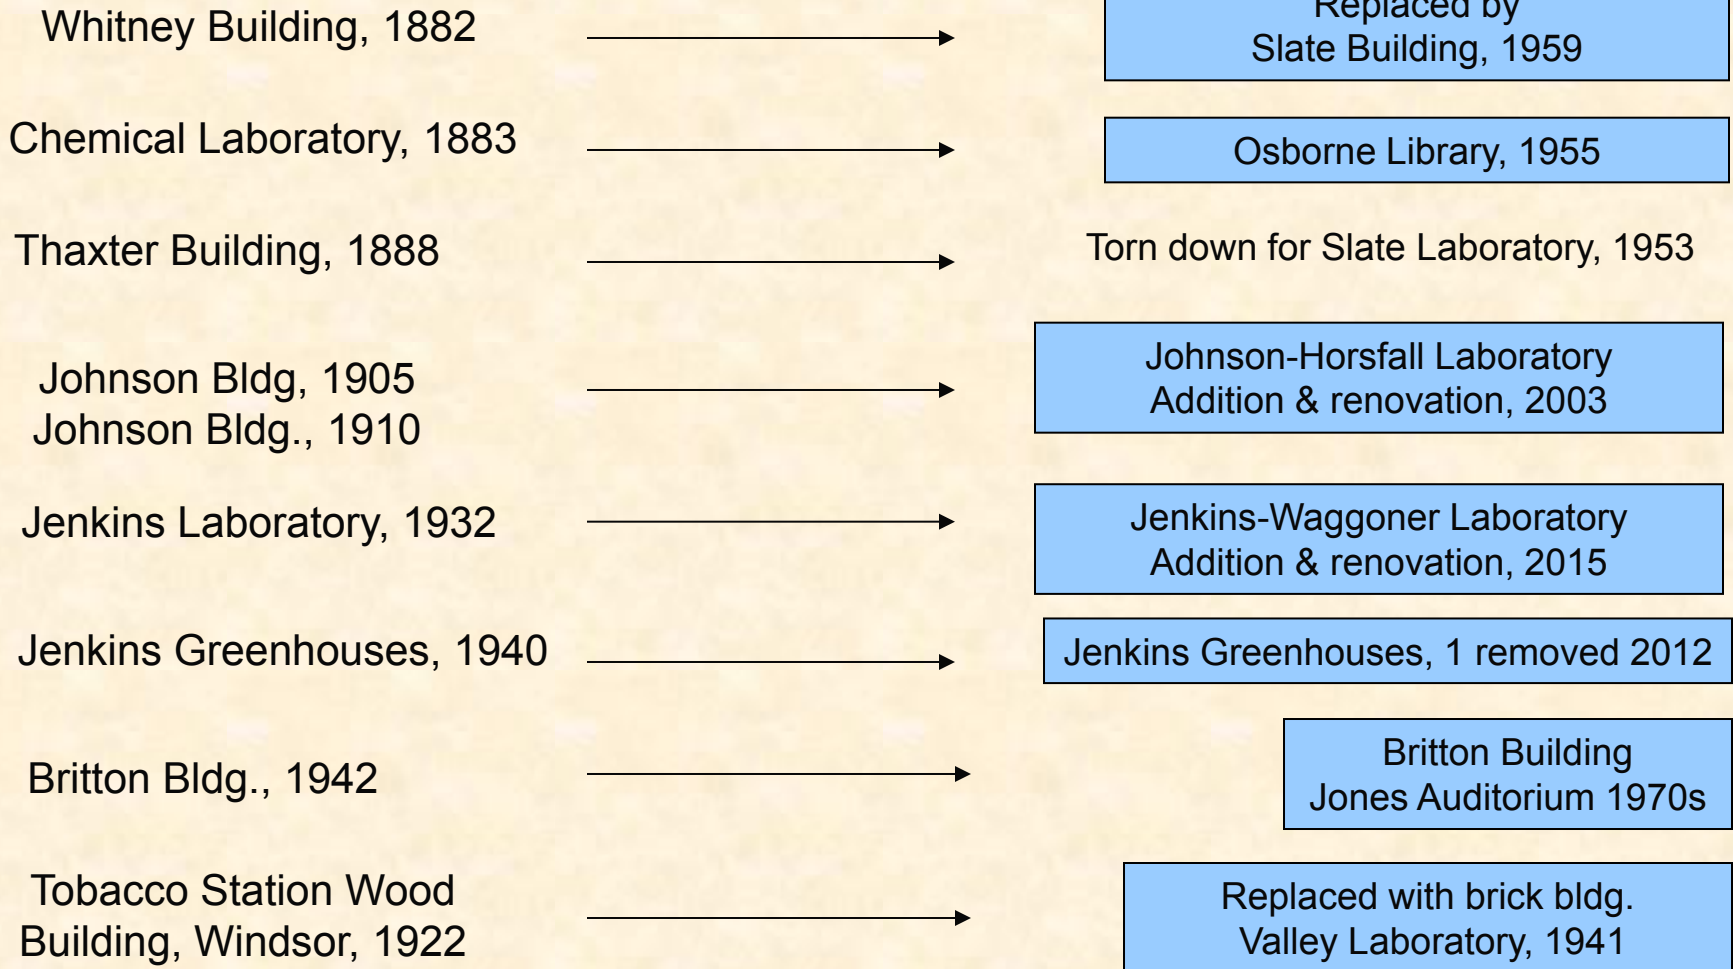 Whitney Building, 1882
Replaced by
Slate Building, 1959
Chemical Laboratory, 1883
Osborne Library, 1955
Thaxter Building, 1888
Torn down for Slate Laboratory, 1953
Johnson Bldg, 1905
Johnson Bldg., 1910
Johnson-Horsfall Laboratory
Addition & renovation, 2003
Jenkins Laboratory, 1932
Jenkins-Waggoner Laboratory
Addition & renovation, 2015
Jenkins Greenhouses, 1940
Jenkins Greenhouses, 1 removed 2012
Britton Bldg., 1942
Britton Building
Jones Auditorium 1970s
Tobacco Station Wood
Building, Windsor, 1922
Replaced with brick bldg.
Valley Laboratory, 1941